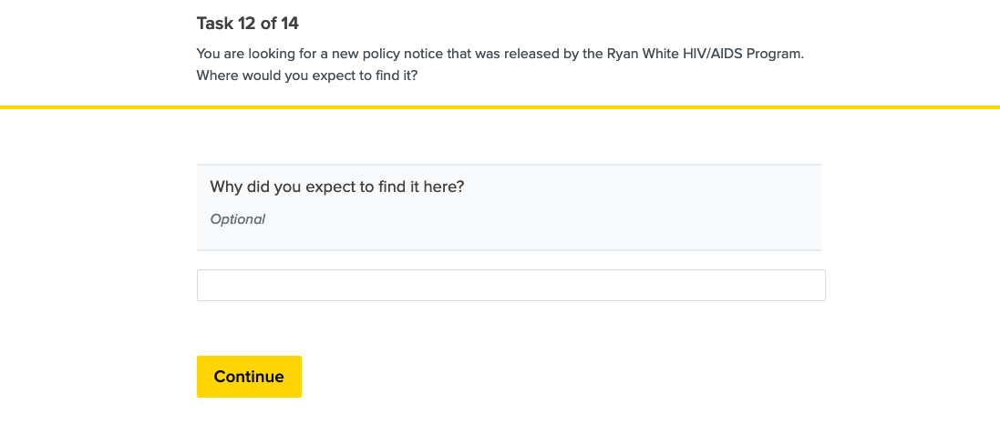 Task 12 of 14
You are looking for a new policy notice that was released by the Ryan White HIV/AIDS Program.
Where would you expect to find it?
Why did you expect to find it here?
Optional
Continue